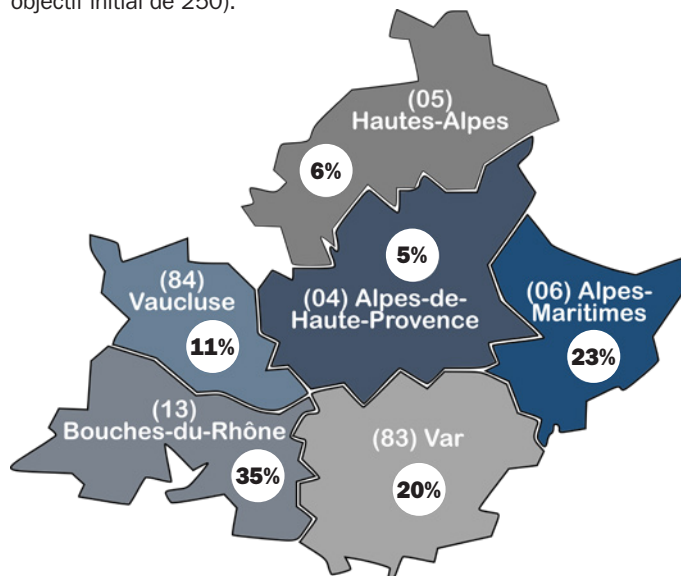 objectif initial de 250).
(05)
Hautes-Alpes
6%
5%
(84)
Vaucluse
11%
(04) Alpes-de-
Haute-Provence
(06) Alpes-
Maritimes
23%
(13)
Bouches-du-Rhône
35%
(83) Var
20%